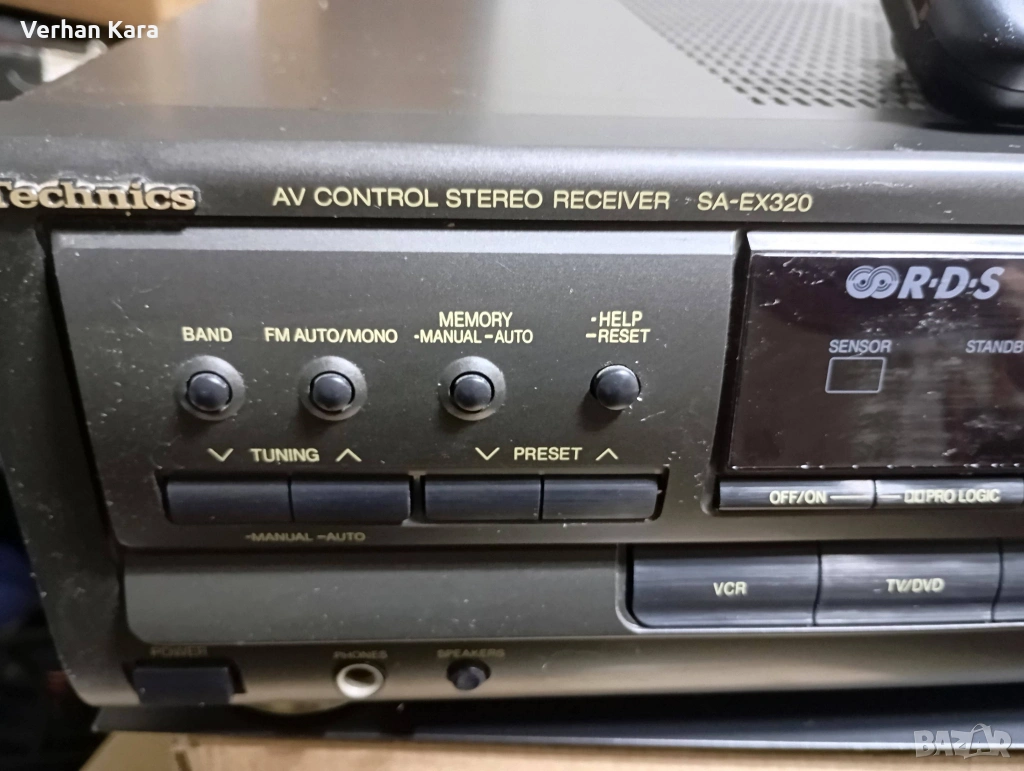 Verhan Kara
Technics AV CONTROL STEREO RECEIVER SA-EX320
R·D·S
SENSOR STANDB
BAND FM AUTO/MONO MEMORY -HELP
-MANUAL -AUTO -RESET
TUNING PRESET
OFF/ON PRO LOGIC
-MANUAL -AUTO
VCR TV/DVD
POWER PHONES SPEAKERS
BAZAR